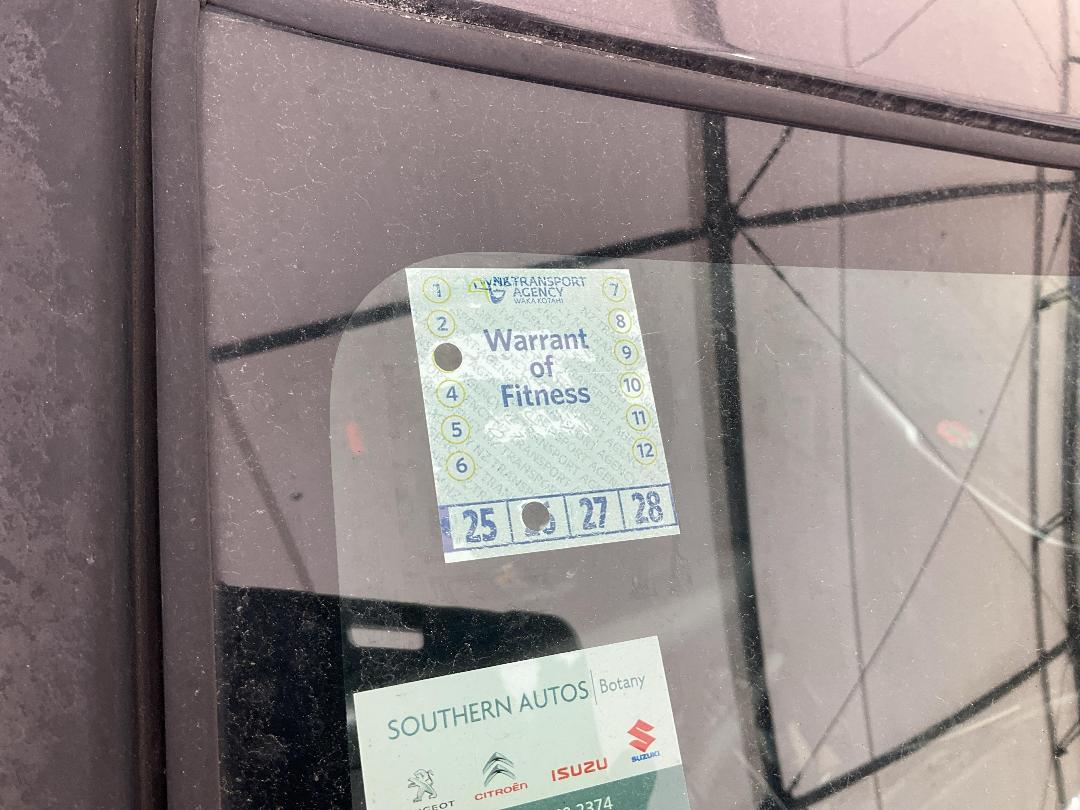 NZ TRANSPORT
AGENCY
WAKA KOTAHI
1
2
4
5
6
7
8
9
10
11
12
Warrant
of
Fitness
25 27 28
SOUTHERN AUTOS Botany
CITROËN ISUZU SUZUKI
2374